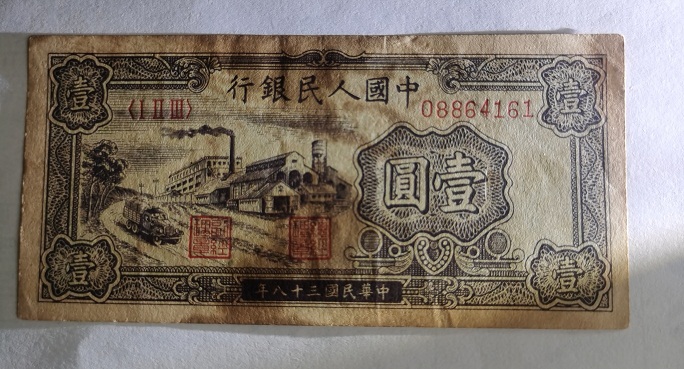 中國人民銀行
〈I II III〉 08864161
壹 壹
壹圓
壹 壹
中華民國三十八年